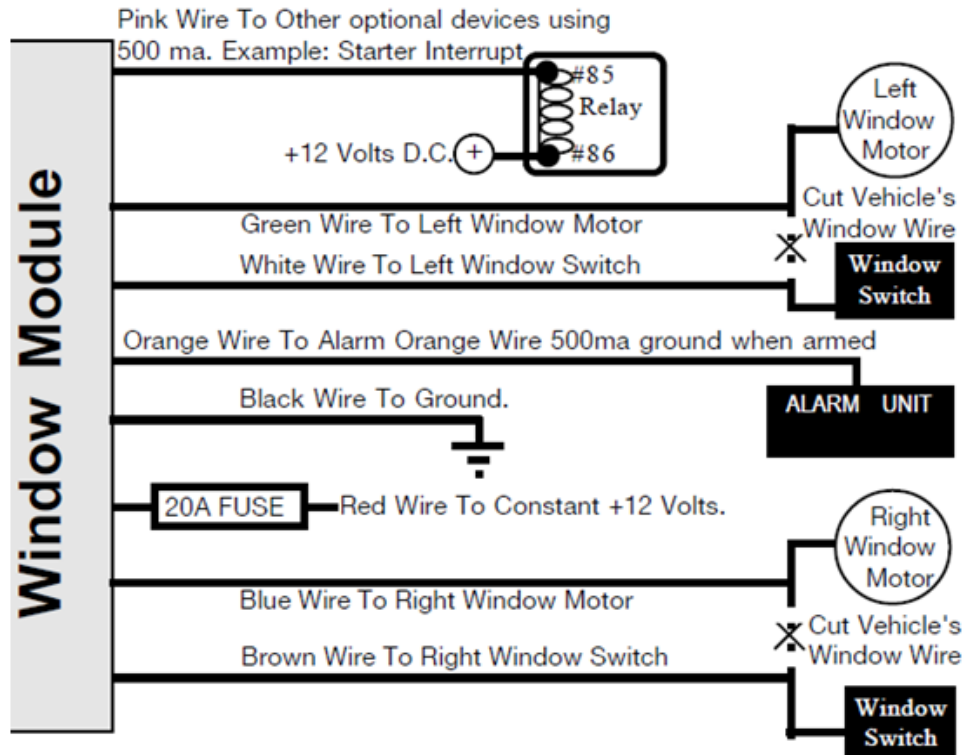 Pink Wire To Other optional devices using
500 ma. Example: Starter Interrupt
#85
Relay
+12 Volts D.C. +
#86
Left
Window
Motor
Green Wire To Left Window Motor
Cut Vehicle's
Window Wire
White Wire To Left Window Switch
Window
Switch
Window Module
Orange Wire To Alarm Orange Wire 500ma ground when armed
Black Wire To Ground.
ALARM UNIT
20A FUSE
Red Wire To Constant +12 Volts.
Right
Window
Motor
Blue Wire To Right Window Motor
Cut Vehicle's
Window Wire
Brown Wire To Right Window Switch
Window
Switch